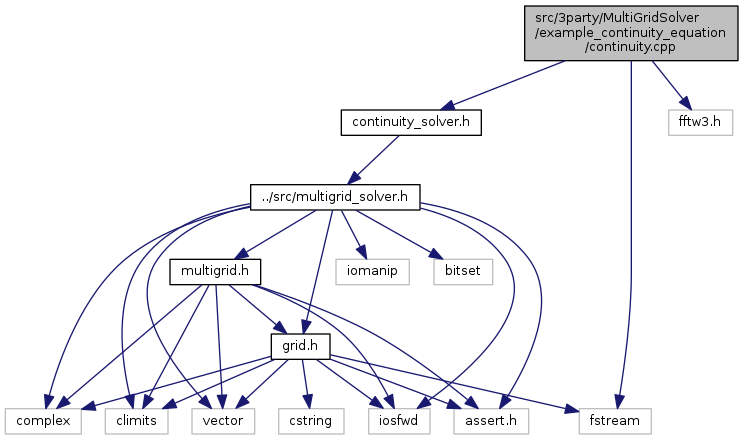 src/3party/MultiGridSolver
/example_continuity_equation
/continuity.cpp
continuity_solver.h
fftw3.h
../src/multigrid_solver.h
multigrid.h
iomanip
bitset
grid.h
complex
climits
vector
cstring
iosfwd
assert.h
fstream